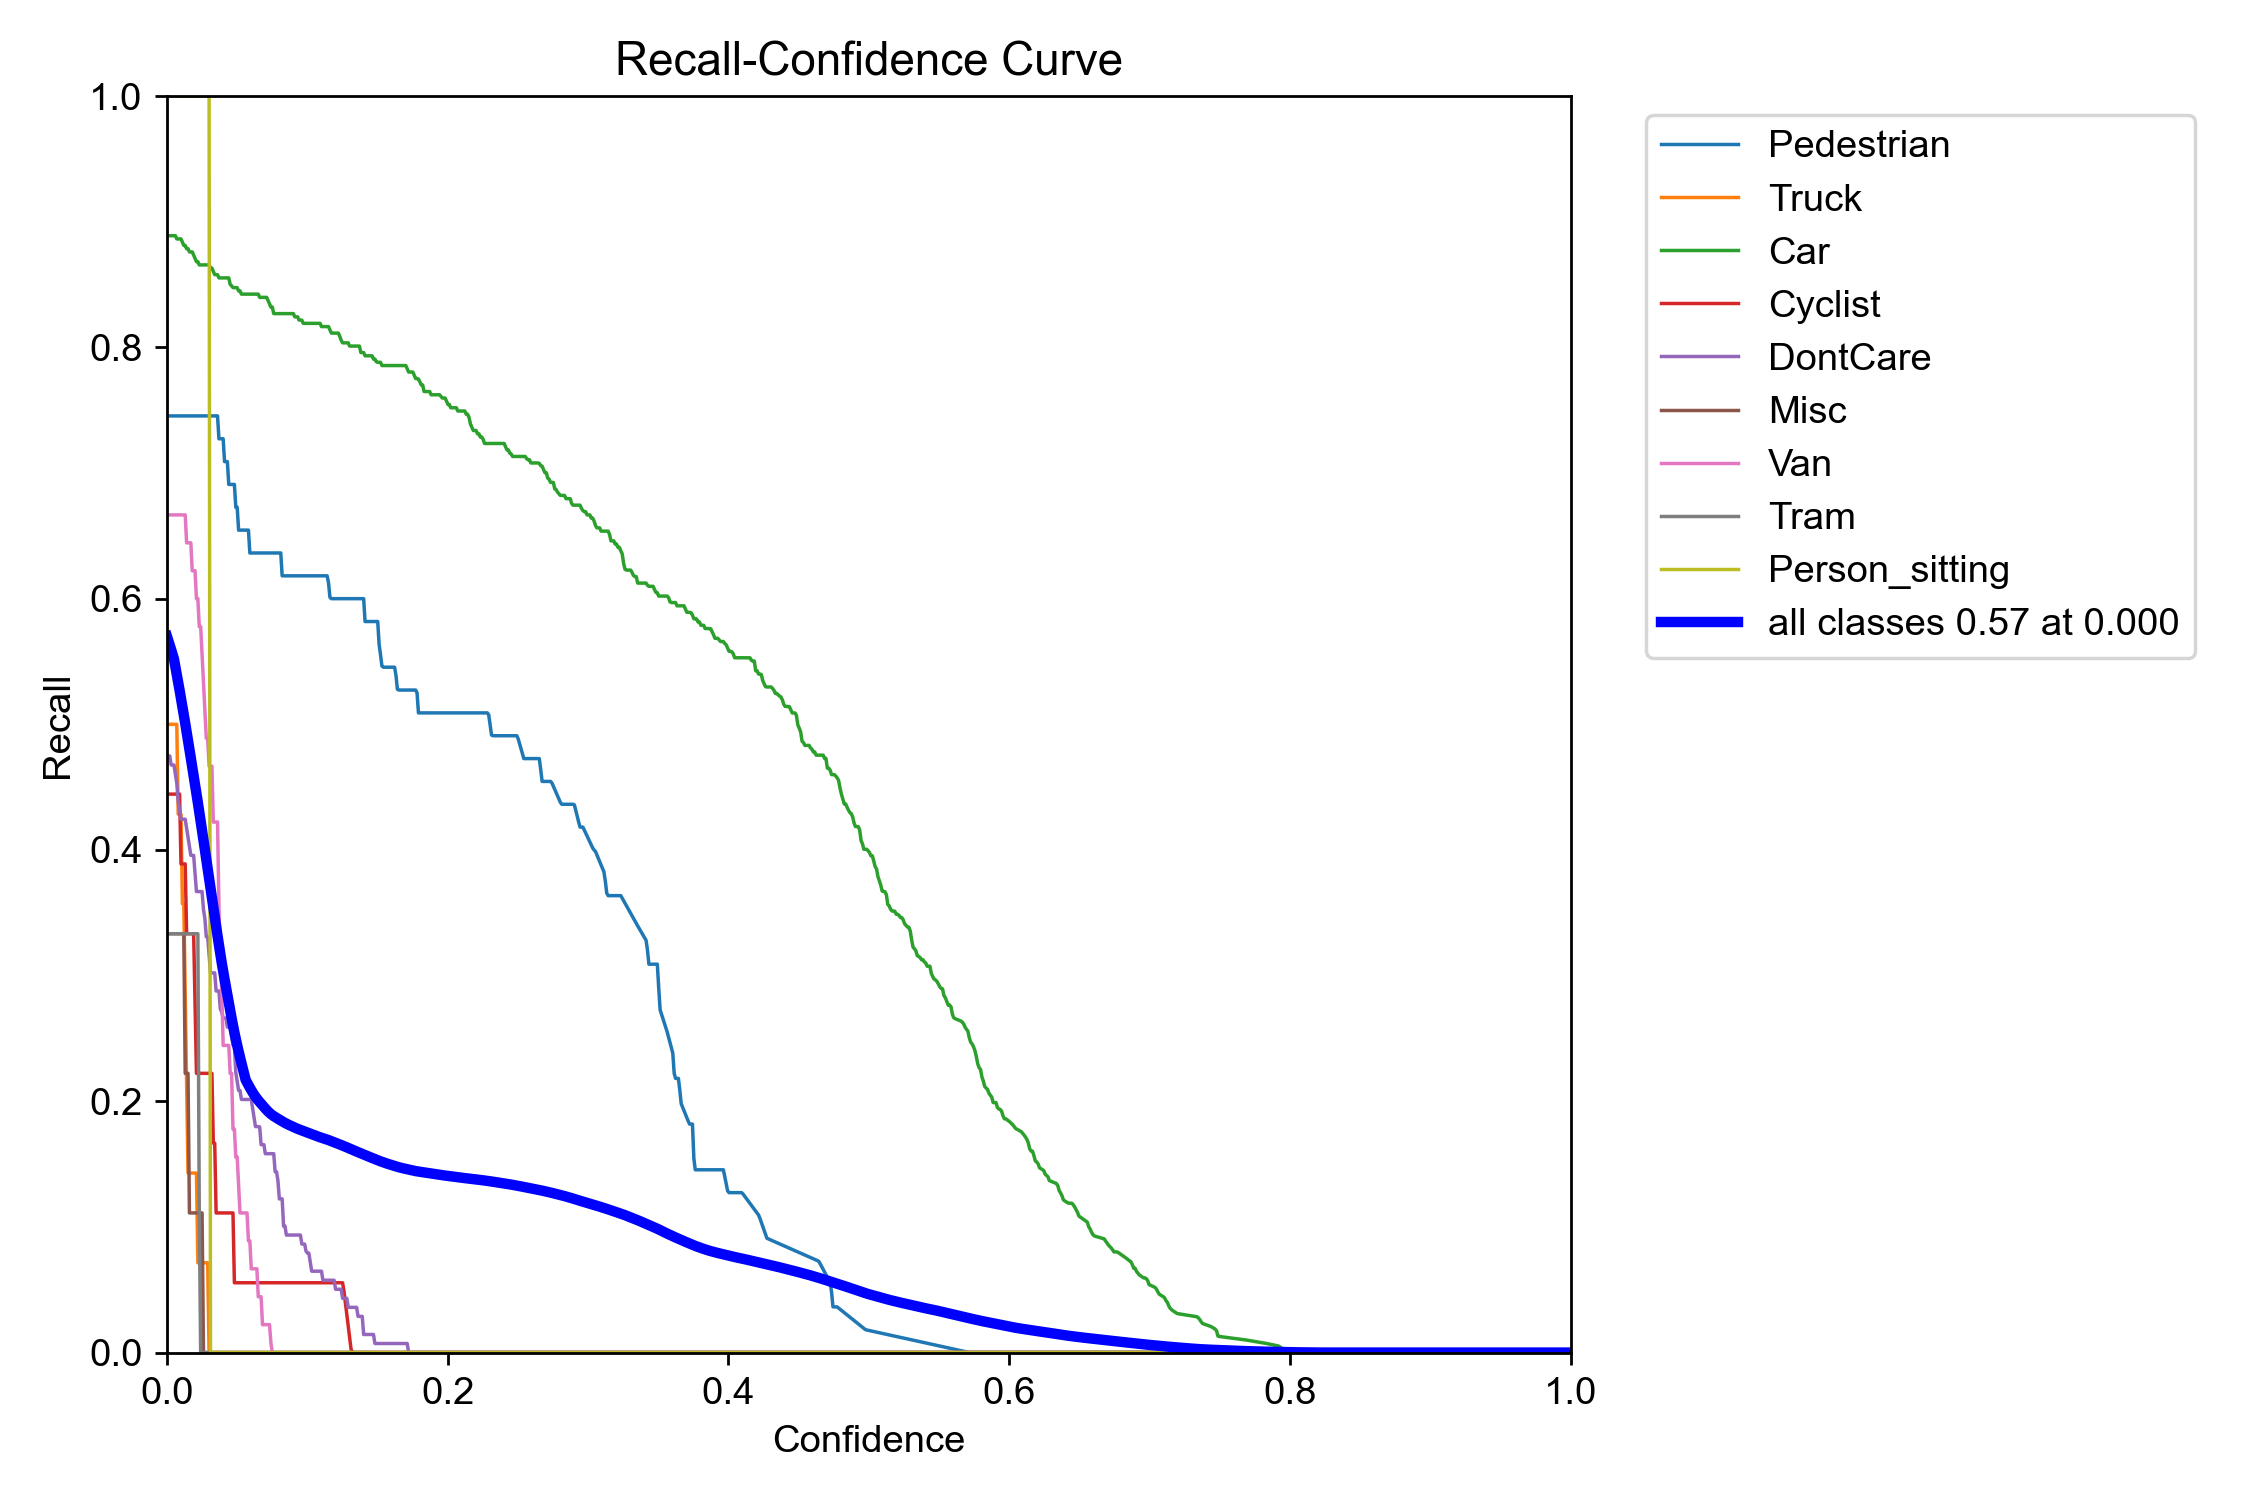 Recall-Confidence Curve
1.0
0.8
0.6
0.4
0.2
0.0
Recall
0.0 0.2 0.4 0.6 0.8 1.0
Confidence
Pedestrian
Truck
Car
Cyclist
DontCare
Misc
Van
Tram
Person_sitting
all classes 0.57 at 0.000